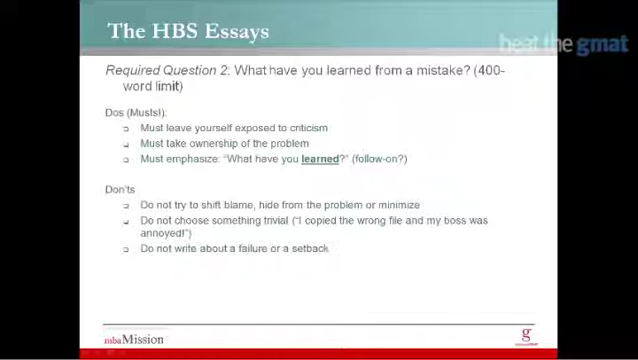 The HBS Essays
beat the gmat
Required Question 2: What have you learned from a mistake? (400-
word limit)
Dos (Musts!):
Must leave yourself exposed to criticism
Must take ownership of the problem
Must emphasize: “What have you learned?” (follow-on?)
Don'ts
Do not try to shift blame, hide from the problem or minimize
Do not choose something trivial (“I copied the wrong file and my boss was
annoyed!”)
Do not write about a failure or a setback
mbaMission
g